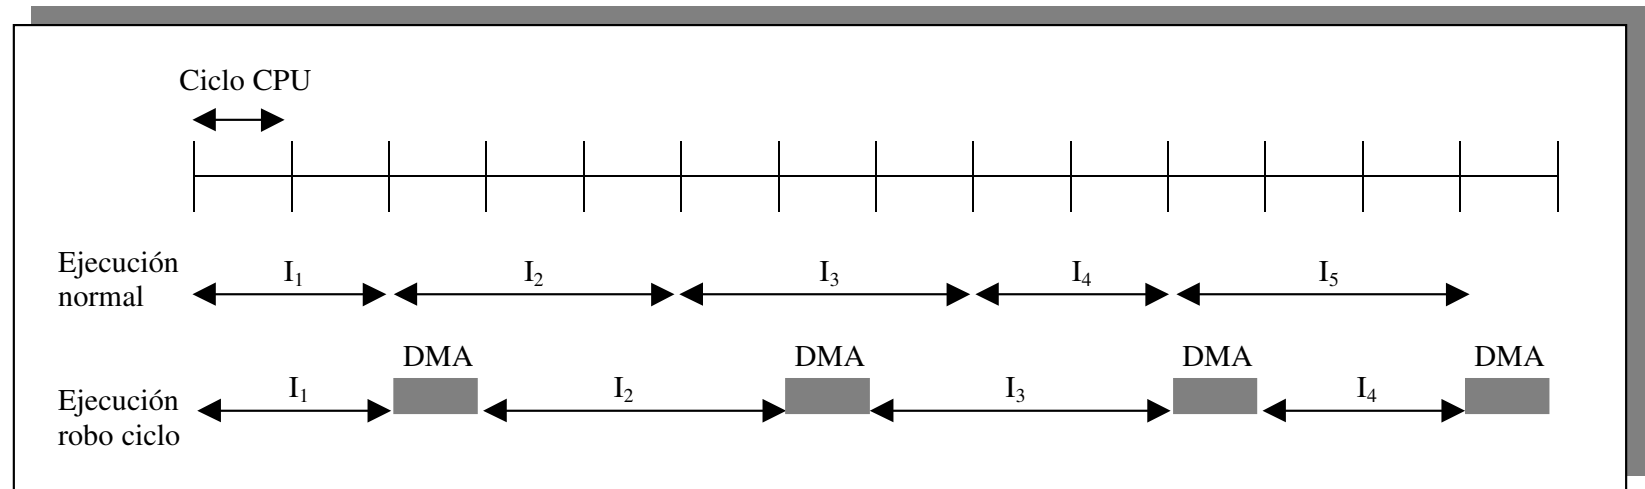 Ciclo CPU
Ejecución
normal
I₁ I₂ I₃ I₄ I₅
DMA DMA DMA DMA
Ejecución
robo ciclo
I₁ I₂ I₃ I₄